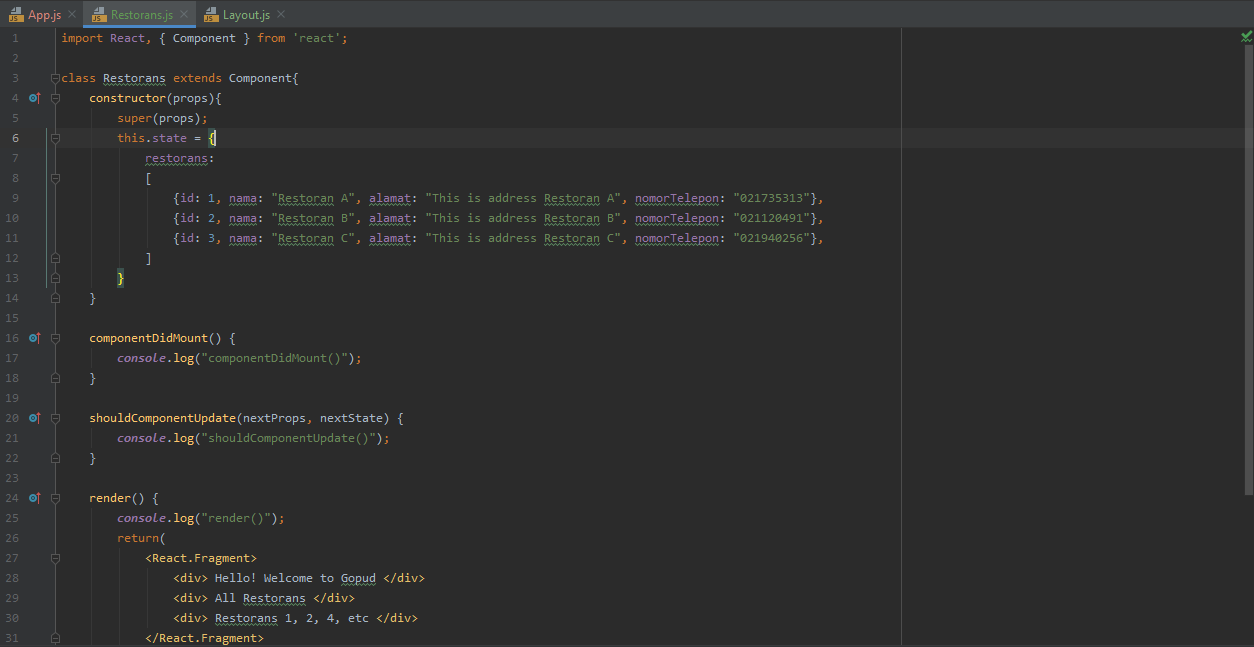 App.js Restorans.js Layout.js
1 import React, { Component } from 'react';
2
3 class Restorans extends Component{
4 constructor(props){
5 super(props);
6 this.state = {
7 restorans:
8 [
9 {id: 1, nama: "Restoran A", alamat: "This is address Restoran A", nomorTelepon: "021735313"},
10 {id: 2, nama: "Restoran B", alamat: "This is address Restoran B", nomorTelepon: "021120491"},
11 {id: 3, nama: "Restoran C", alamat: "This is address Restoran C", nomorTelepon: "021940256"},
12 ]
13 }
14 }
15
16 componentDidMount() {
17 console.log("componentDidMount()");
18 }
19
20 shouldComponentUpdate(nextProps, nextState) {
21 console.log("shouldComponentUpdate()");
22 }
23
24 render() {
25 console.log("render()");
26 return(
27 <React.Fragment>
28 <div> Hello! Welcome to Gopud </div>
29 <div> All Restorans </div>
30 <div> Restorans 1, 2, 4, etc </div>
31 </React.Fragment>